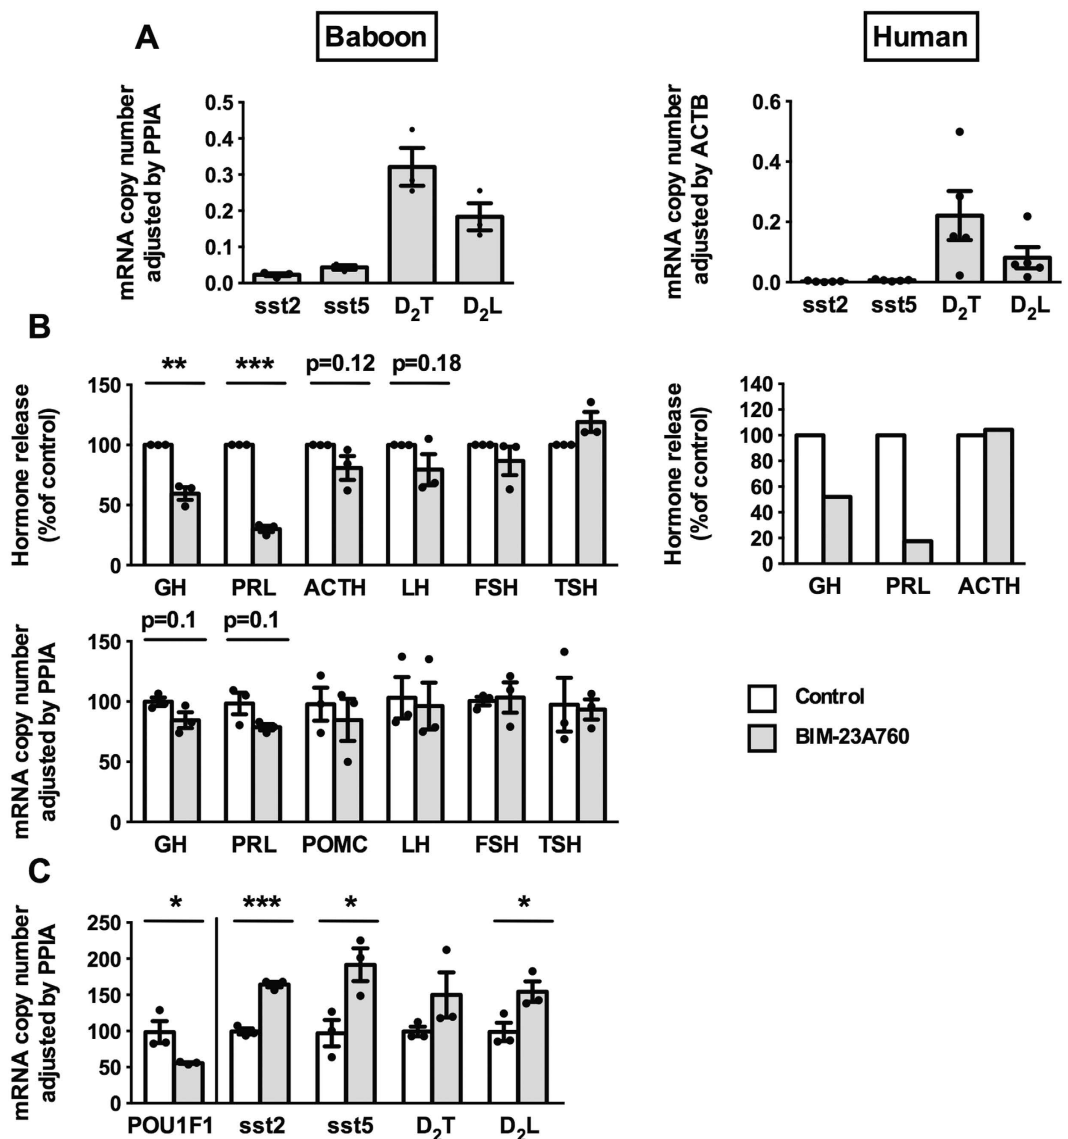 A
Baboon
Human
mRNA copy number
adjusted by PPIA
0.5
0.4
0.3
0.2
0.1
0.0
sst2 sst5 D₂T D₂L
mRNA copy number
adjusted by ACTB
0.6
0.4
0.2
0.0
sst2 sst5 D₂T D₂L
B
Hormone release
(%of control)
** *** p=0.12 p=0.18
150
100
50
0
GH PRL ACTH LH FSH TSH
Hormone release
(%of control)
140
120
100
80
60
40
20
0
GH PRL ACTH
mRNA copy number
adjusted by PPIA
p=0.1 p=0.1
150
100
50
0
GH PRL POMC LH FSH TSH
Control
BIM-23A760
C
mRNA copy number
adjusted by PPIA
* *** * *
250
200
150
100
50
0
POU1F1 sst2 sst5 D₂T D₂L